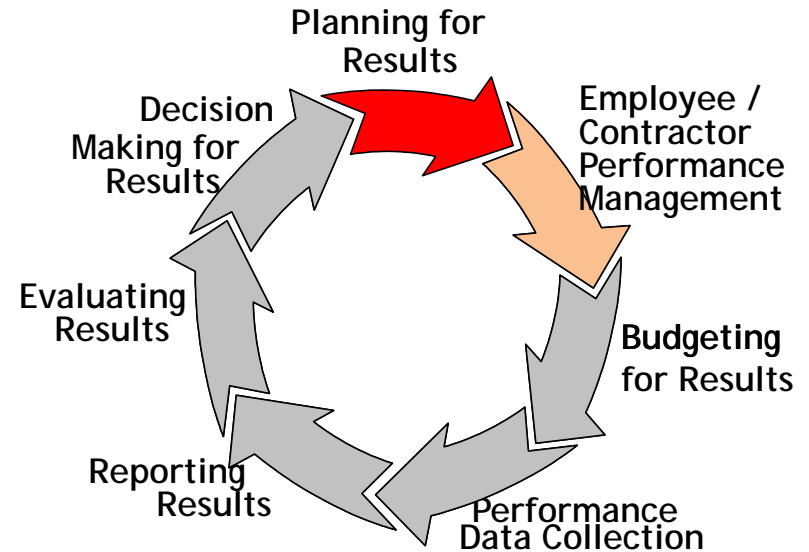 Planning for
Results
Employee /
Contractor
Performance
Management
Budgeting
for Results
Performance
Data Collection
Reporting
Results
Evaluating
Results
Decision
Making for
Results